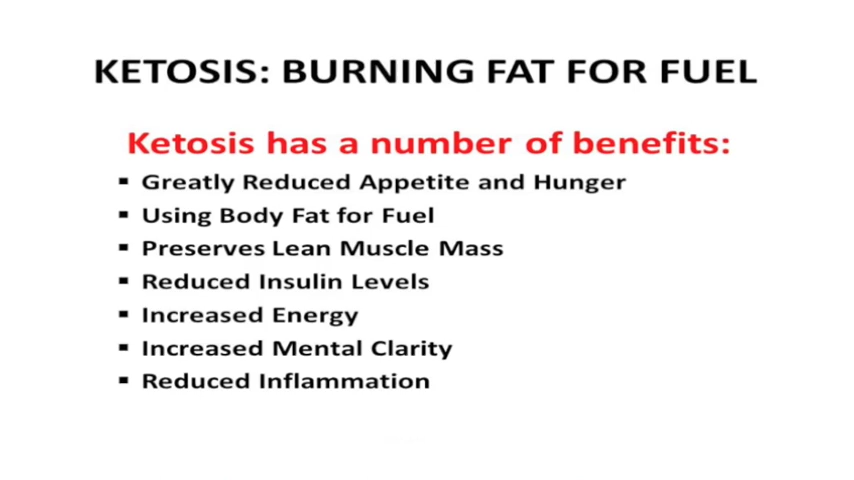 KETOSIS: BURNING FAT FOR FUEL
Ketosis has a number of benefits:
▪ Greatly Reduced Appetite and Hunger
▪ Using Body Fat for Fuel
▪ Preserves Lean Muscle Mass
▪ Reduced Insulin Levels
▪ Increased Energy
▪ Increased Mental Clarity
▪ Reduced Inflammation